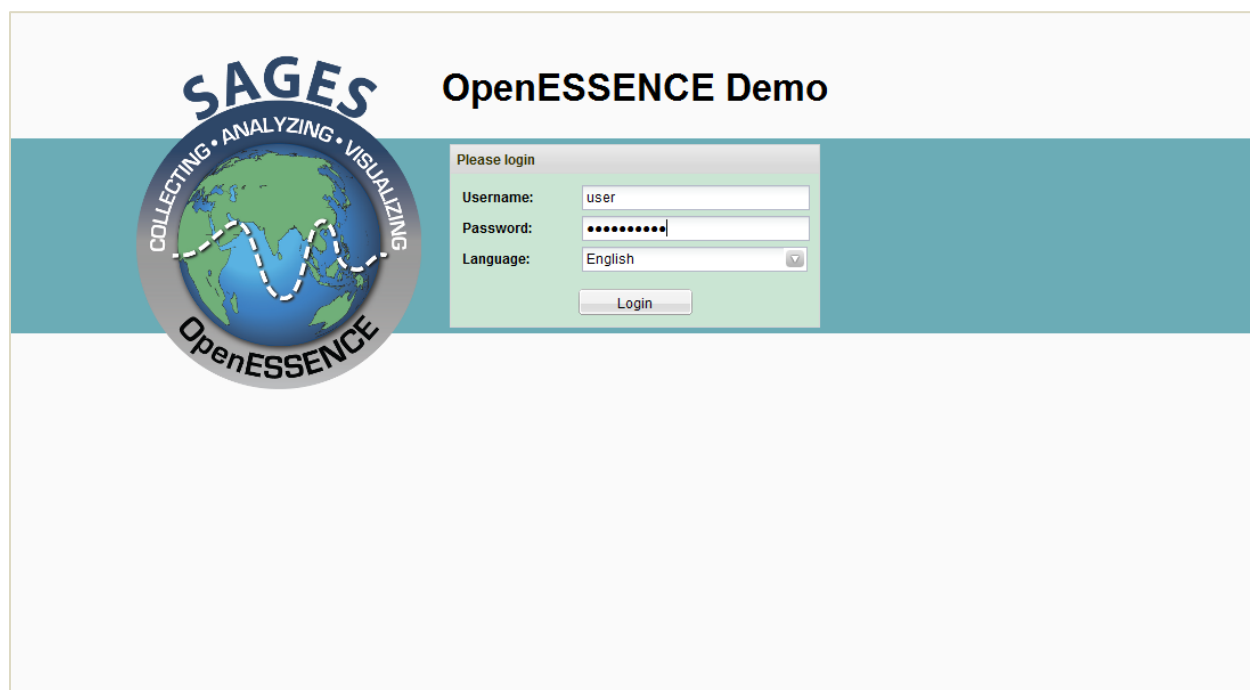 SAGES
COLLECTING • ANALYZING • VISUALIZING
OpenESSENCE
OpenESSENCE Demo
Please login
Username: user
Password: ••••••••••
Language: English
Login